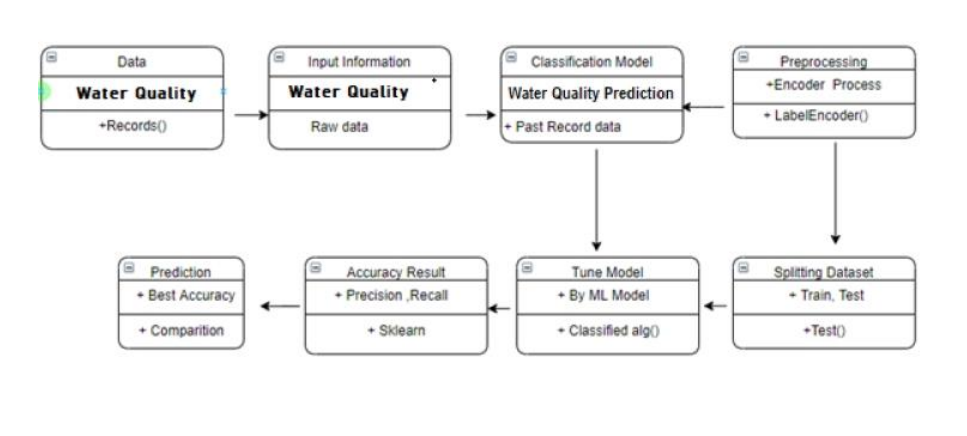 Data
Water Quality
+Records()
Input Information
Water Quality
Raw data
Classification Model
Water Quality Prediction
+ Past Record data
Preprocessing
+Encoder Process
+ LabelEncoder()
Prediction
+ Best Accuracy
+ Comparition
Accuracy Result
+ Precision ,Recall
+ Sklearn
Tune Model
+ By ML Model
+ Classified alg()
Splitting Dataset
+ Train, Test
+Test()